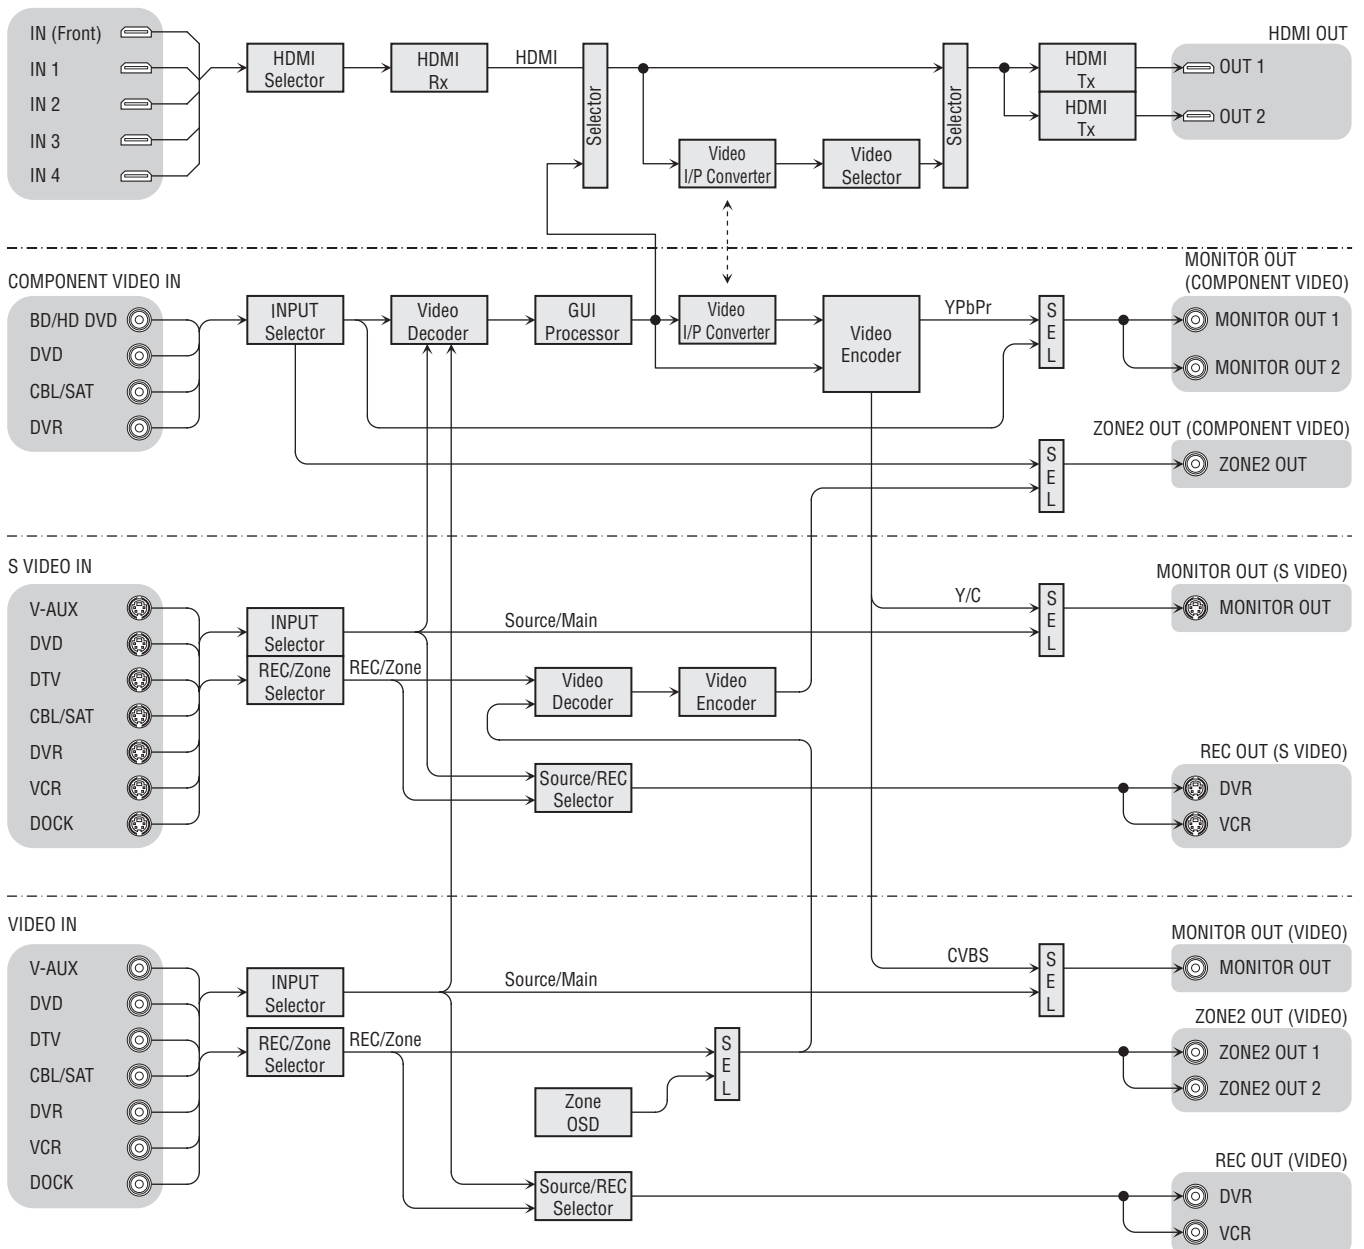 IN (Front)
IN 1
IN 2
IN 3
IN 4
HDMI
Selector
HDMI
Rx
HDMI
Selector
Video
I/P Converter
Video
Selector
Selector
HDMI
Tx
HDMI
Tx
HDMI OUT
OUT 1
OUT 2
COMPONENT VIDEO IN
BD/HD DVD
DVD
CBL/SAT
DVR
INPUT
Selector
Video
Decoder
GUI
Processor
Video
I/P Converter
Video
Encoder
YPbPr
SEL
MONITOR OUT
(COMPONENT VIDEO)
MONITOR OUT 1
MONITOR OUT 2
SEL
ZONE2 OUT (COMPONENT VIDEO)
ZONE2 OUT
S VIDEO IN
V-AUX
DVD
DTV
CBL/SAT
DVR
VCR
DOCK
INPUT
Selector
REC/Zone
Selector
Source/Main
REC/Zone
Video
Decoder
Video
Encoder
Source/REC
Selector
Y/C
SEL
MONITOR OUT (S VIDEO)
MONITOR OUT
REC OUT (S VIDEO)
DVR
VCR
VIDEO IN
V-AUX
DVD
DTV
CBL/SAT
DVR
VCR
DOCK
INPUT
Selector
REC/Zone
Selector
Source/Main
REC/Zone
Zone
OSD
SEL
Source/REC
Selector
CVBS
SEL
MONITOR OUT (VIDEO)
MONITOR OUT
ZONE2 OUT (VIDEO)
ZONE2 OUT 1
ZONE2 OUT 2
REC OUT (VIDEO)
DVR
VCR